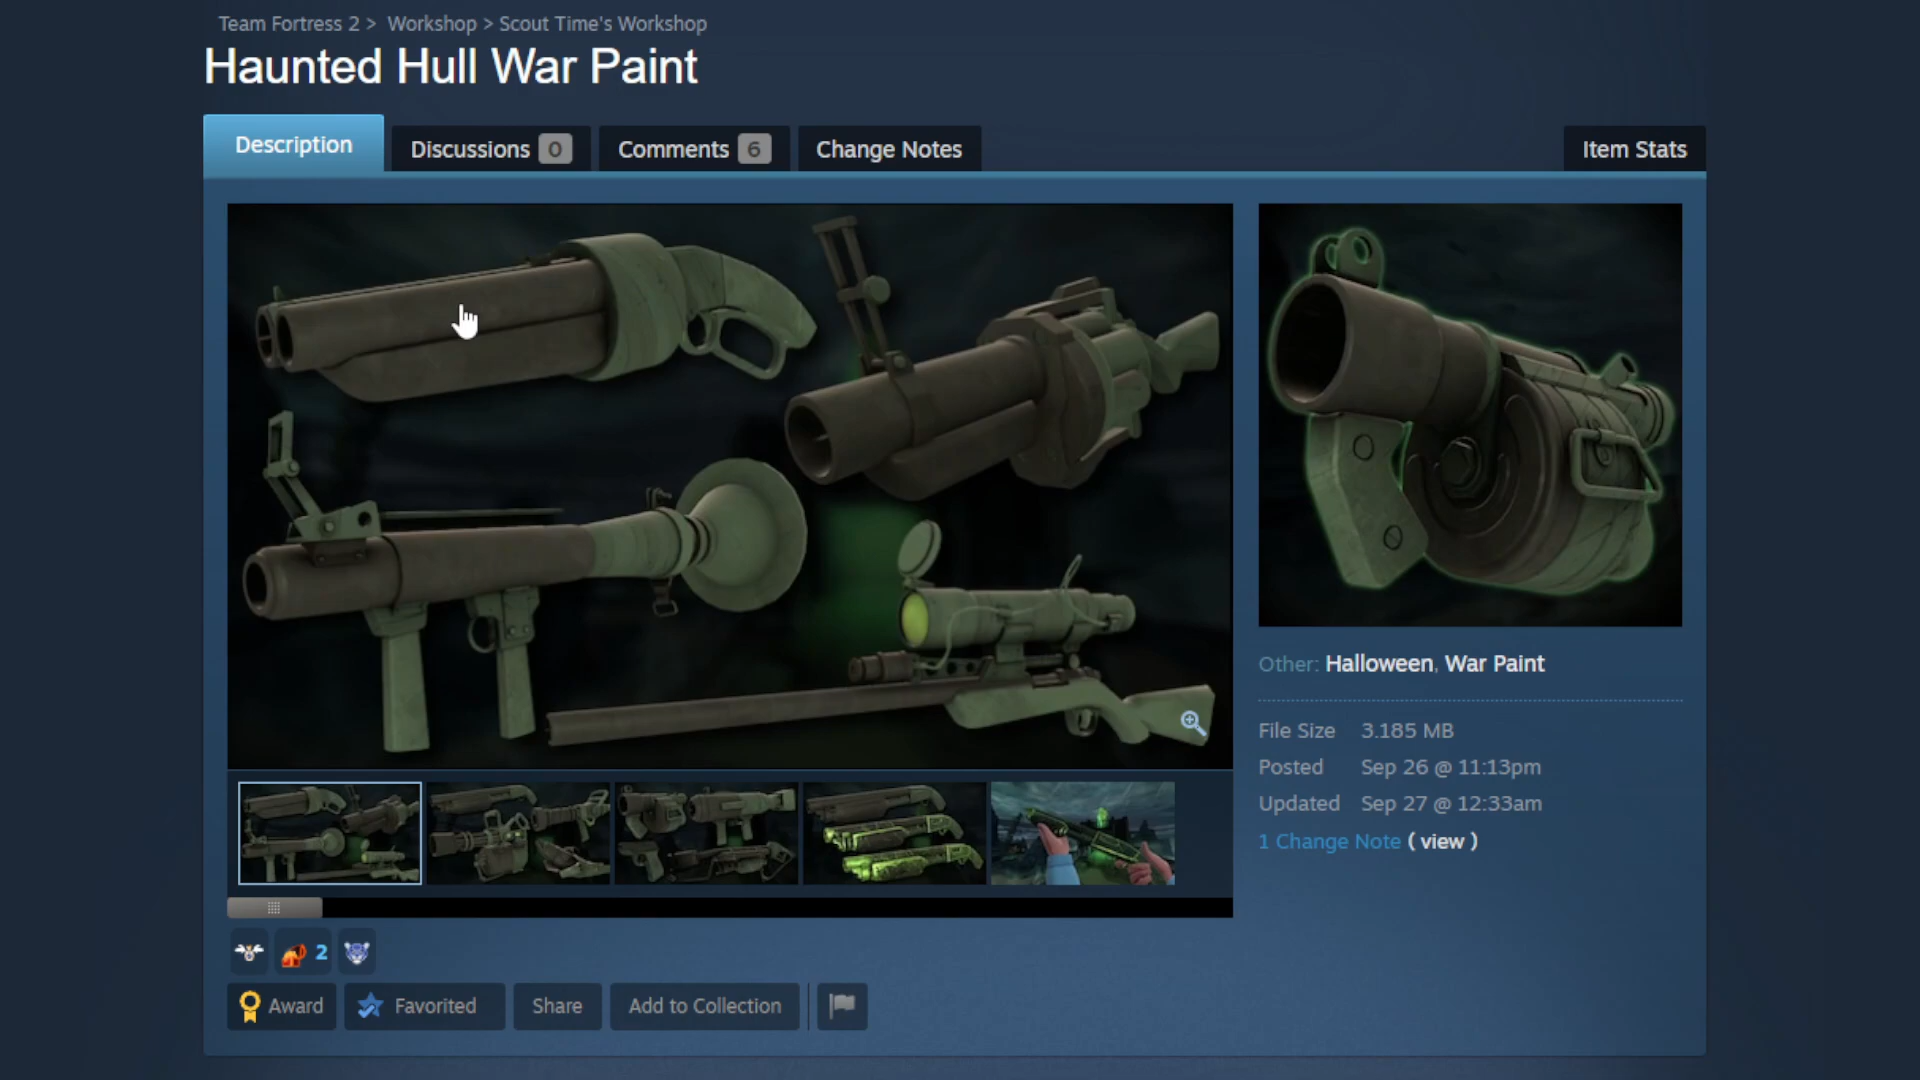 Team Fortress 2 > Workshop > Scout Time's Workshop
Haunted Hull War Paint
Description
Discussions 0
Comments 6
Change Notes
Item Stats
Other: Halloween, War Paint
File Size 3.185 MB
Posted Sep 26 @ 11:13pm
Updated Sep 27 @ 12:33am
1 Change Note ( view )
2
Award
Favorited
Share
Add to Collection